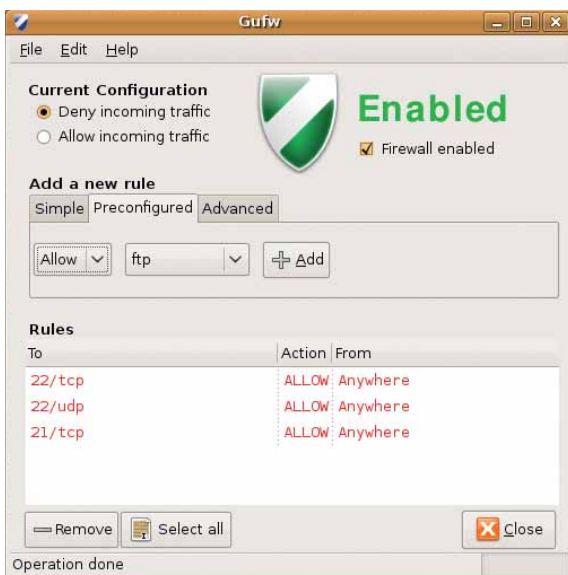 Gufw
File Edit Help
Current Configuration
Deny incoming traffic
Allow incoming traffic
Enabled
Firewall enabled
Add a new rule
Simple Preconfigured Advanced
Allow ftp Add
Rules
To Action From
22/tcp ALLOW Anywhere
22/udp ALLOW Anywhere
21/tcp ALLOW Anywhere
Remove Select all Close
Operation done